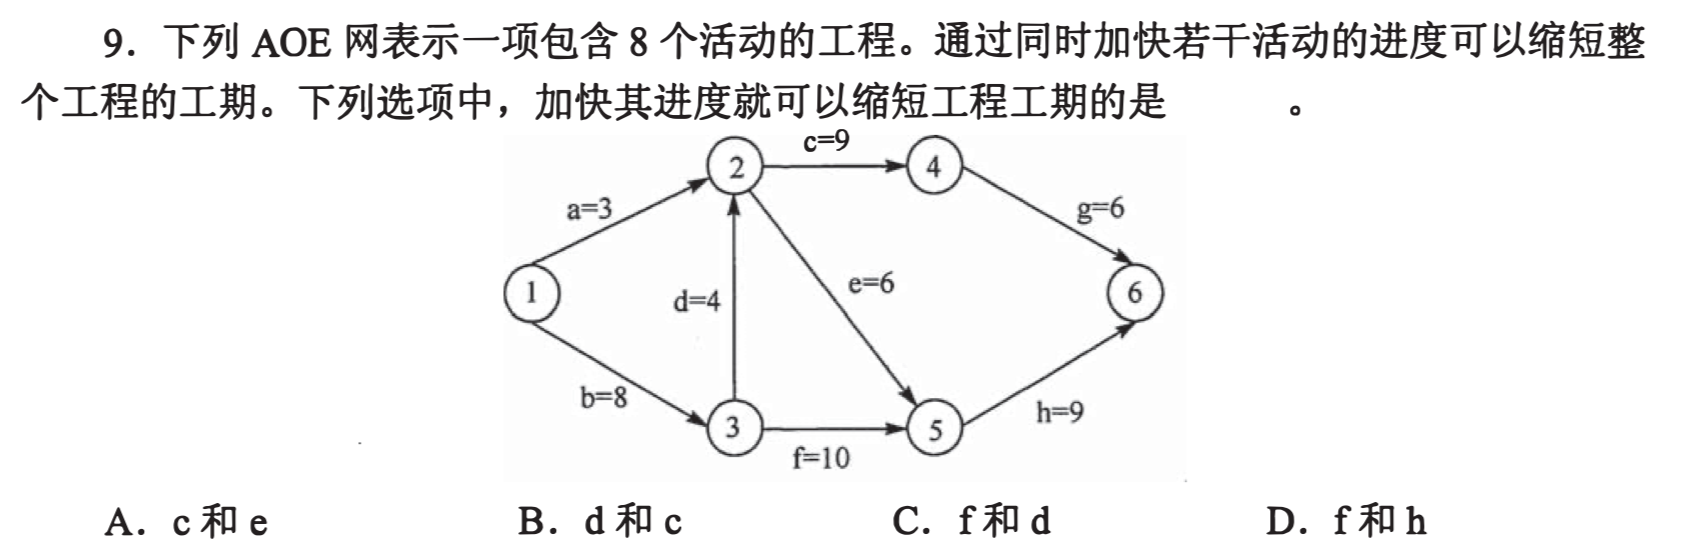 9. 下列 AOE 网表示一项包含 8 个活动的工程。通过同时加快若干活动的进度可以缩短整
个工程的工期。下列选项中，加快其进度就可以缩短工程工期的是 。
c=9
2
4
a=3
g=6
1
d=4
e=6
6
b=8
h=9
3
5
f=10
A. c 和 e B. d 和 c C. f 和 d D. f 和 h